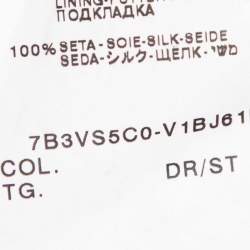 ПОДКЛАДКА
100% SETA-SOIE-SILK-SEIDE
SEDA-シルク-ЩЕЛК-משי
7B3VS5C0-V1BJ61
COL. DR/ST
TG.